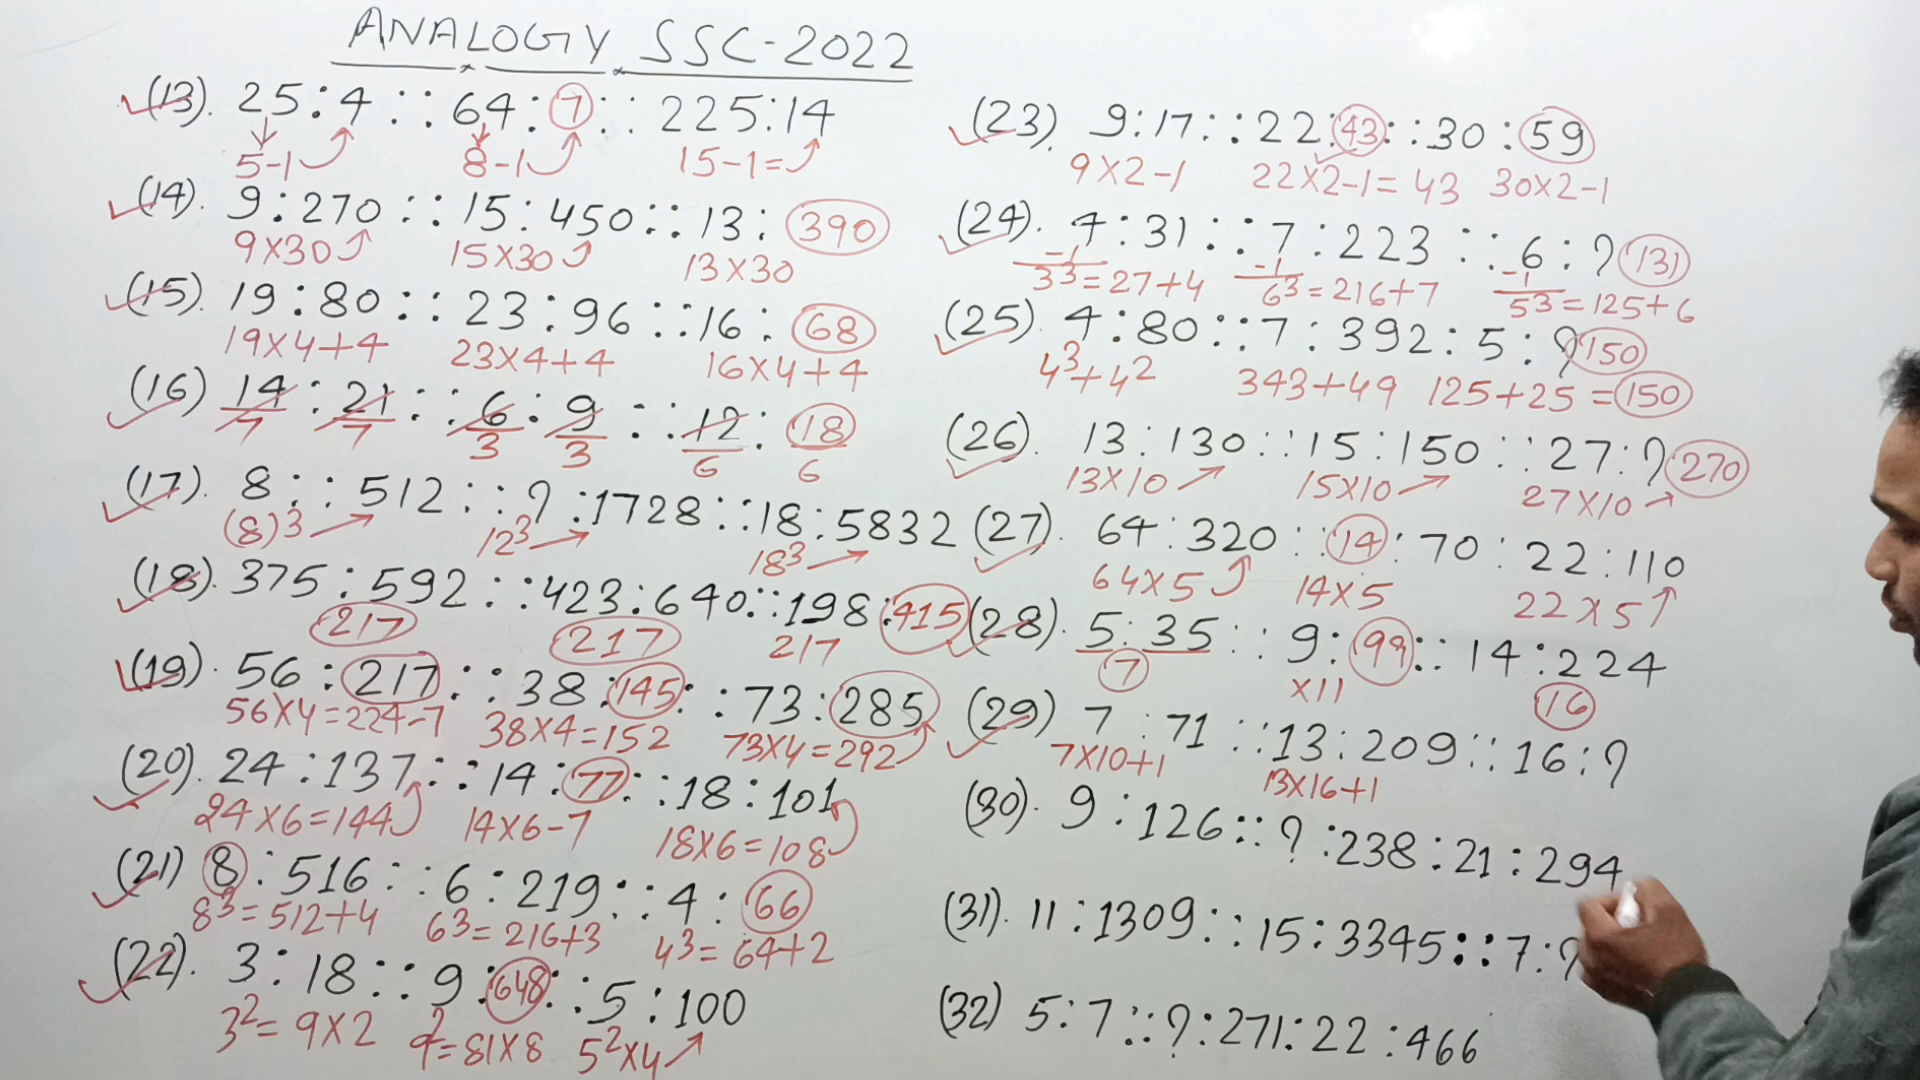 ANALOGY SSC-2022
(13). 25:4 :: 64:7 :: 225:14
5-1 8-1 15-1=
(14). 9:270 :: 15:450 :: 13:390
9×30 15×30 13×30
(15). 19:80 :: 23:96 :: 16:68
19×4+4 23×4+4 16×4+4
(16) 14:21 :: 6:9 :: 12:18
7 7 3 3 6 6
(17). 8::512 :: ?:1728 :: 18:5832
(8)3 12³ 18³
(18). 375:592 :: 423:640 :: 198:415
217 217 217
(19). 56:217 :: 38:145 :: 73:285
56×4=224-7 38×4=152 73×4=292
(20). 24:137 :: 14:77 :: 18:101
24×6=144 14×6-7 18×6=108
(21) 8:516 :: 6:219 :: 4:66
8³=512+4 6³=216+3 4³=64+2
(22). 3:18 :: 9:648 :: 5:100
3²=9×2 9²=81×8 5²×4
(23). 9:17 :: 22:43 :: 30:59
9×2-1 22×2-1=43 30×2-1
(24). 4:31 :: 7:223 :: 6:? 131
-1 -1 -1
3³=27+4 6³=216+7 5³=125+6
(25). 4:80 :: 7:392 : 5:? 150
4³+4² 343+49 125+25=150
(26). 13:130 :: 15:150 :: 27:? 270
13×10 15×10 27×10
(27). 64:320 :: 14:70 : 22:110
64×5 14×5 22×5
(28). 5:35 :: 9:99 :: 14:224
7 ×11 16
(29) 7:71 :: 13:209 :: 16:?
7×10+1 13×16+1
(30). 9:126 :: ?:238 : 21:294
(31). 11:1309 :: 15:3345 :: 7:?
(32) 5:7 :: ?:271 : 22:466